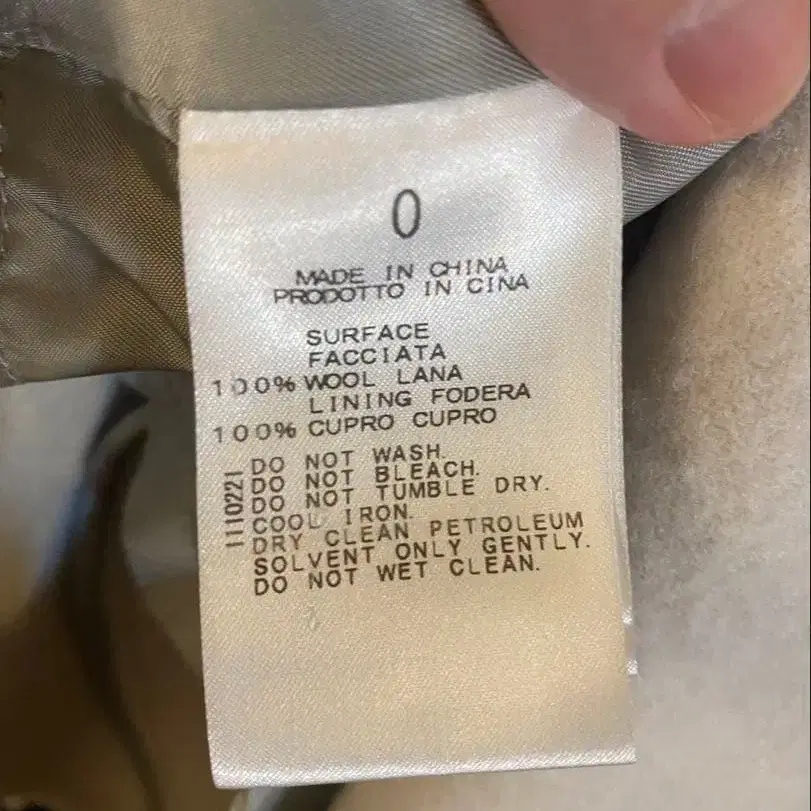 0
MADE IN CHINA
PRODOTTO IN CINA
SURFACE
FACCIATA
100% WOOL LANA
LINING FODERA
100% CUPRO CUPRO
1110221
DO NOT WASH.
DO NOT BLEACH.
DO NOT TUMBLE DRY.
COOL IRON.
DRY CLEAN PETROLEUM
SOLVENT ONLY GENTLY.
DO NOT WET CLEAN.